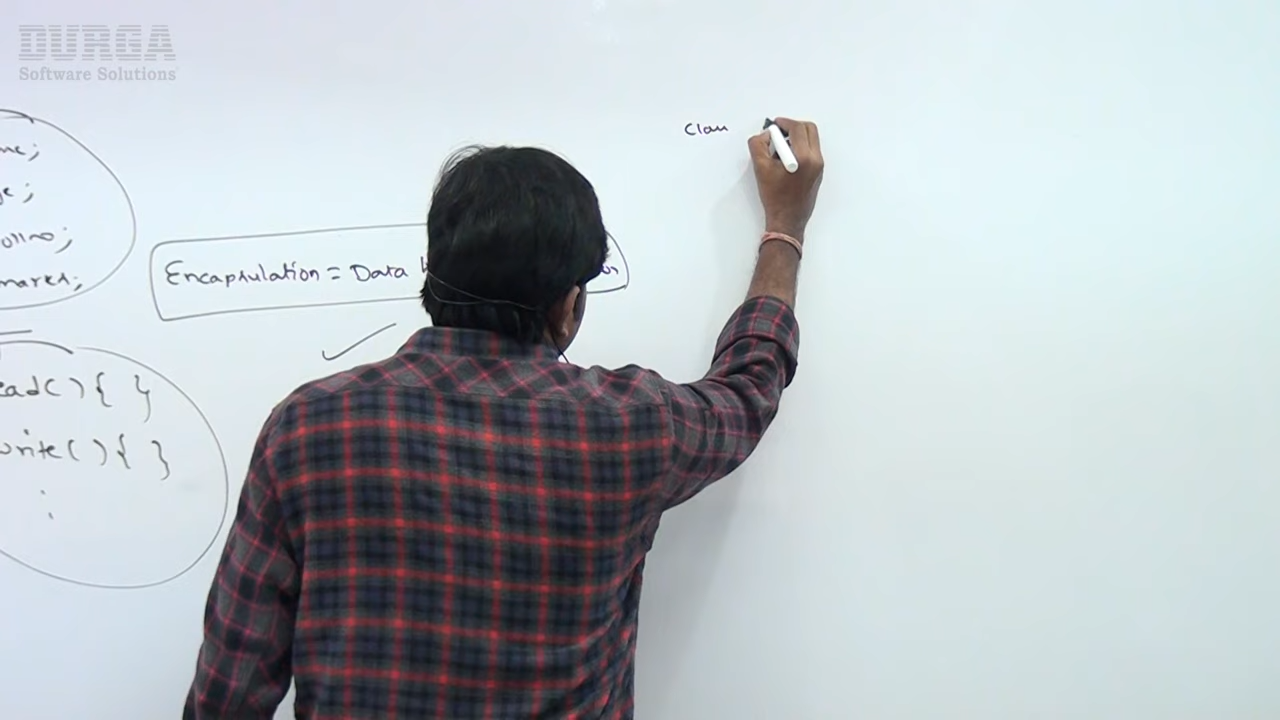 DURGA
Software Solutions
me;
e;
ollno;
marks;
Encapsulation = Data
ead() { }
write() { }
:
Class